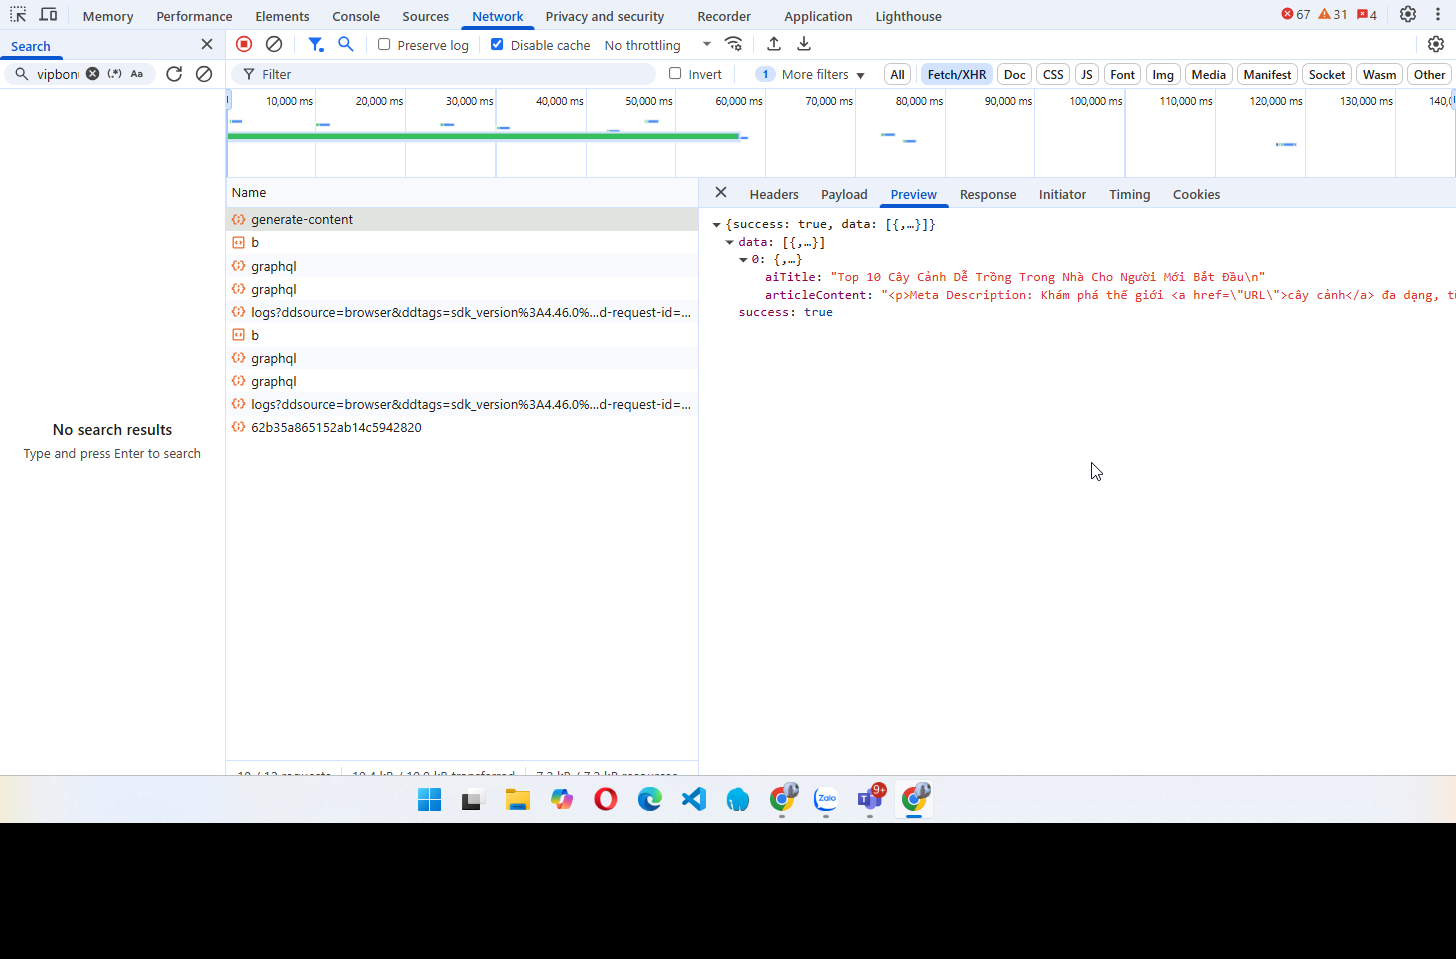 Memory Performance Elements Console Sources Network Privacy and security Recorder Application Lighthouse 67 31 4
Search
Preserve log Disable cache No throttling
vipbon (.*) Aa
Filter Invert 1 More filters All Fetch/XHR Doc CSS JS Font Img Media Manifest Socket Wasm Other
10,000 ms 20,000 ms 30,000 ms 40,000 ms 50,000 ms 60,000 ms 70,000 ms 80,000 ms 90,000 ms 100,000 ms 110,000 ms 120,000 ms 130,000 ms 140,0
Name
Headers Payload Preview Response Initiator Timing Cookies
generate-content
b
graphql
graphql
logs?ddsource=browser&ddtags=sdk_version%3A4.46.0%...d-request-id=...
b
graphql
graphql
logs?ddsource=browser&ddtags=sdk_version%3A4.46.0%...d-request-id=...
62b35a865152ab14c5942820
{success: true, data: [{,…}]}
data: [{,…}]
0: {,…}
aiTitle: "Top 10 Cây Cảnh Dễ Trồng Trong Nhà Cho Người Mới Bắt Đầu\n"
articleContent: "<p>Meta Description: Khám phá thế giới <a href=\"URL\">cây cảnh</a> đa dạng,
success: true
No search results
Type and press Enter to search
Zalo
9+